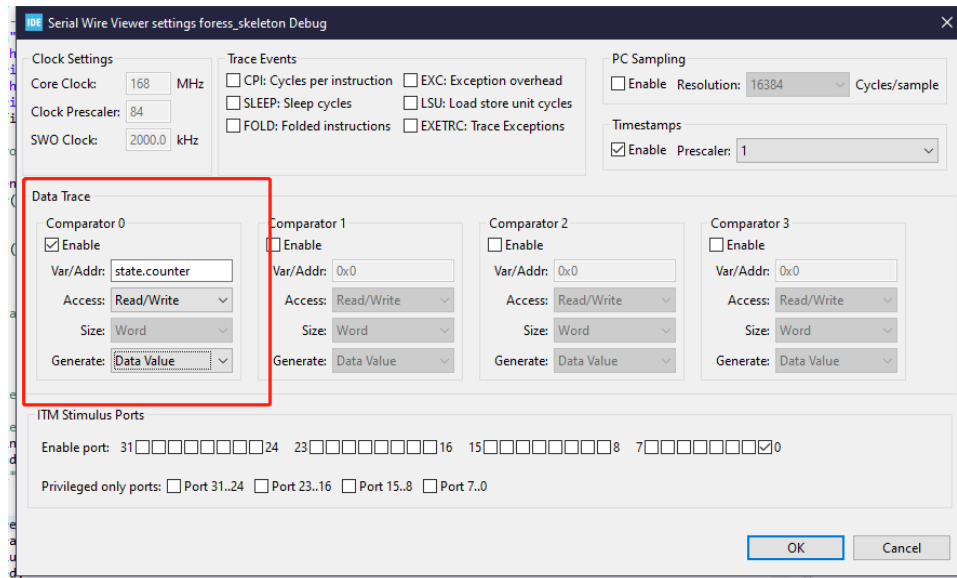 IDE Serial Wire Viewer settings foress_skeleton Debug
Clock Settings
Core Clock: 168 MHz
Clock Prescaler: 84
SWO Clock: 2000.0 kHz
Trace Events
CPI: Cycles per instruction EXC: Exception overhead
SLEEP: Sleep cycles LSU: Load store unit cycles
FOLD: Folded instructions EXETRC: Trace Exceptions
PC Sampling
Enable Resolution: 16384 Cycles/sample
Timestamps
Enable Prescaler: 1
Data Trace
Comparator 0
Enable
Var/Addr: state.counter
Access: Read/Write
Size: Word
Generate: Data Value
Comparator 1
Enable
Var/Addr: 0x0
Access: Read/Write
Size: Word
Generate: Data Value
Comparator 2
Enable
Var/Addr: 0x0
Access: Read/Write
Size: Word
Generate: Data Value
Comparator 3
Enable
Var/Addr: 0x0
Access: Read/Write
Size: Word
Generate: Data Value
ITM Stimulus Ports
Enable port: 31 24 23 16 15 8 7 0
Privileged only ports: Port 31..24 Port 23..16 Port 15..8 Port 7..0
OK Cancel